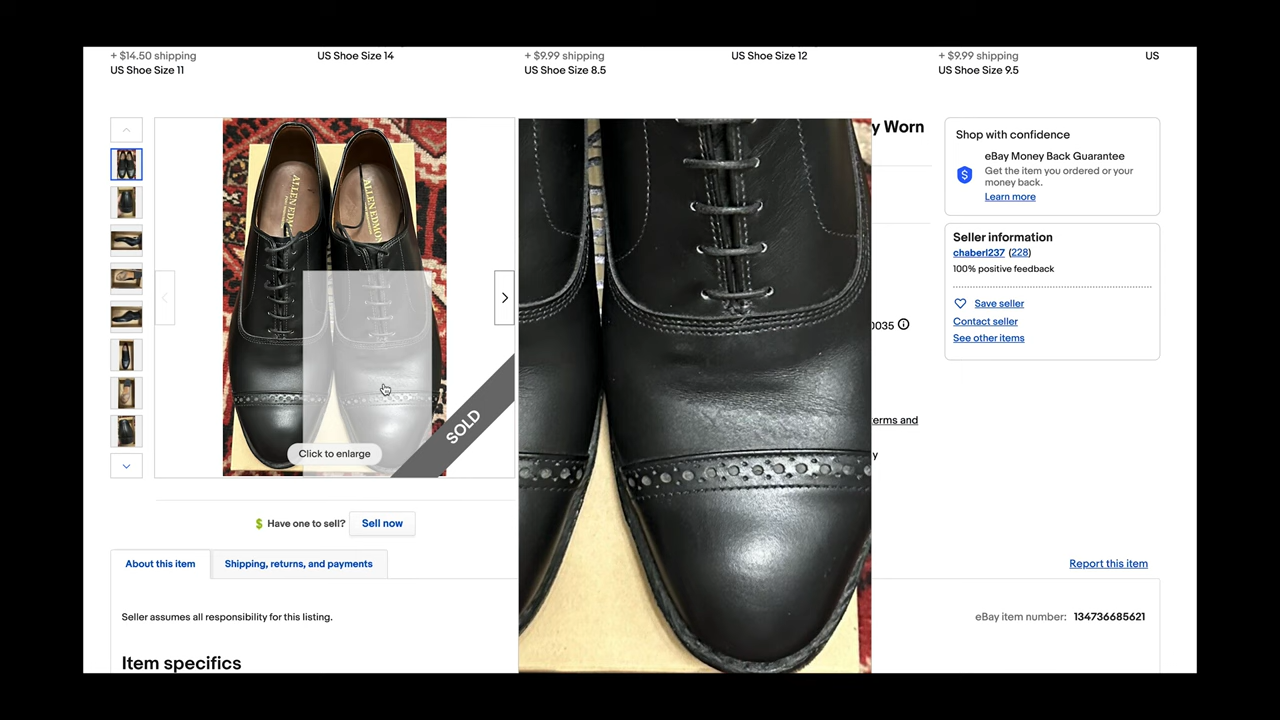 + $14.50 shipping
US Shoe Size 11
US Shoe Size 14
+ $9.99 shipping
US Shoe Size 8.5
US Shoe Size 12
+ $9.99 shipping
US Shoe Size 9.5
US
ALLEN EDM
ALLEN EDMON
SOLD
Click to enlarge
y Worn
0035
erms and
y
Shop with confidence
eBay Money Back Guarantee
Get the item you ordered or your
money back.
Learn more
Seller information
chaberl237 (228)
100% positive feedback
Save seller
Contact seller
See other items
Have one to sell? Sell now
About this item
Shipping, returns, and payments
Report this item
Seller assumes all responsibility for this listing.
eBay item number: 134736685621
Item specifics